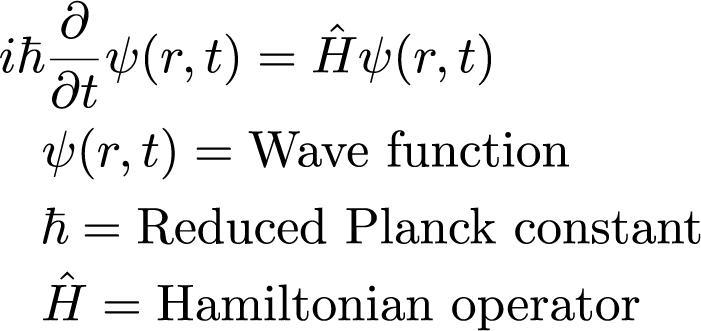 iℏ ∂/∂t ψ(r, t) = Ĥψ(r, t)
ψ(r, t) = Wave function
ℏ = Reduced Planck constant
Ĥ = Hamiltonian operator